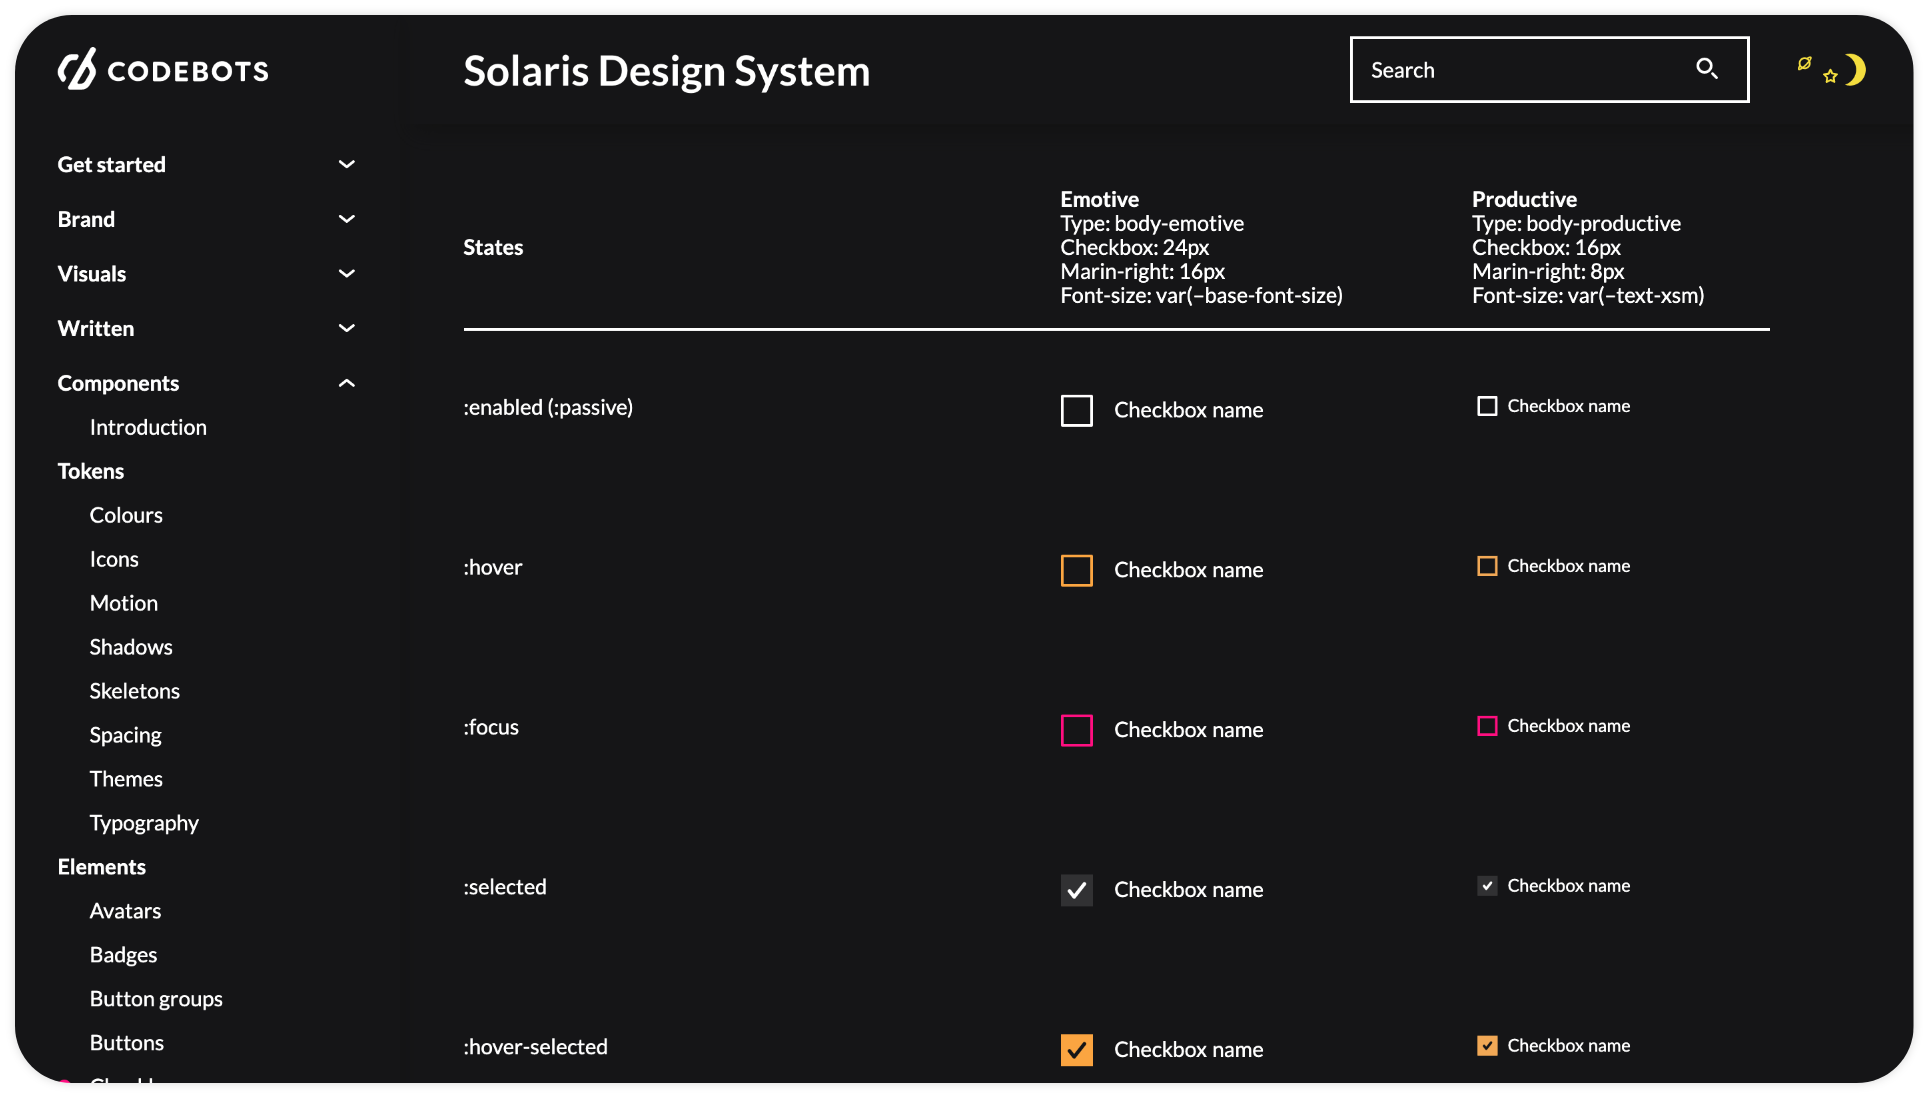 CODEBOTS
Solaris Design System
Search
Get started
Brand
Visuals
Written
Components
Introduction
Tokens
Colours
Icons
Motion
Shadows
Skeletons
Spacing
Themes
Typography
Elements
Avatars
Badges
Button groups
Buttons
States
Emotive
Type: body-emotive
Checkbox: 24px
Marin-right: 16px
Font-size: var(–base-font-size)
Productive
Type: body-productive
Checkbox: 16px
Marin-right: 8px
Font-size: var(–text-xsm)
:enabled (:passive)
Checkbox name
Checkbox name
:hover
Checkbox name
Checkbox name
:focus
Checkbox name
Checkbox name
:selected
Checkbox name
Checkbox name
:hover-selected
Checkbox name
Checkbox name